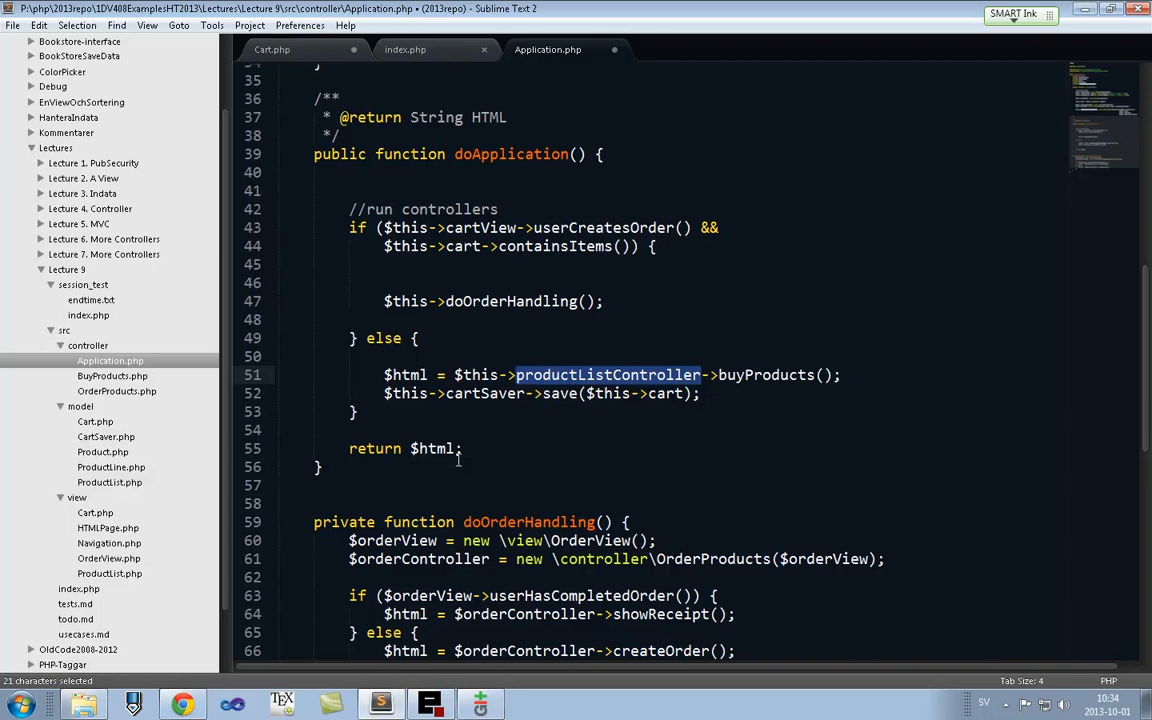 P:\php\2013repo\1DV408ExamplesHT2013\Lectures\Lecture 9\src\controller\Application.php • (2013repo) - Sublime Text 2
SMART Ink
File Edit Selection Find View Goto Tools Project Preferences Help
Bookstore-interface
BookStoreSaveData
ColorPicker
Debug
EnViewOchSortering
HanteraIndata
Kommentarer
Lectures
Lecture 1. PubSecurity
Lecture 2. A View
Lecture 3. Indata
Lecture 4. Controller
Lecture 5. MVC
Lecture 6. More Controllers
Lecture 7. More Controllers
Lecture 9
session_test
endtime.txt
index.php
src
controller
Application.php
BuyProducts.php
OrderProducts.php
model
Cart.php
CartSaver.php
Product.php
ProductLine.php
ProductList.php
view
Cart.php
HTMLPage.php
Navigation.php
OrderView.php
ProductList.php
index.php
tests.md
todo.md
usecases.md
OldCode2008-2012
PHP-Taggar
Cart.php index.php Application.php
34 }
35
36 /**
37 * @return String HTML
38 */
39 public function doApplication() {
40
41
42 //run controllers
43 if ($this->cartView->userCreatesOrder() &&
44 $this->cart->containsItems()) {
45
46
47 $this->doOrderHandling();
48
49 } else {
50
51 $html = $this->productListController->buyProducts();
52 $this->cartSaver->save($this->cart);
53 }
54
55 return $html;
56 }
57
58
59 private function doOrderHandling() {
60 $orderView = new \view\OrderView();
61 $orderController = new \controller\OrderProducts($orderView);
62
63 if ($orderView->userHasCompletedOrder()) {
64 $html = $orderController->showReceipt();
65 } else {
66 $html = $orderController->createOrder();
21 characters selected
Tab Size: 4 PHP
SV
10:34
2013-10-01